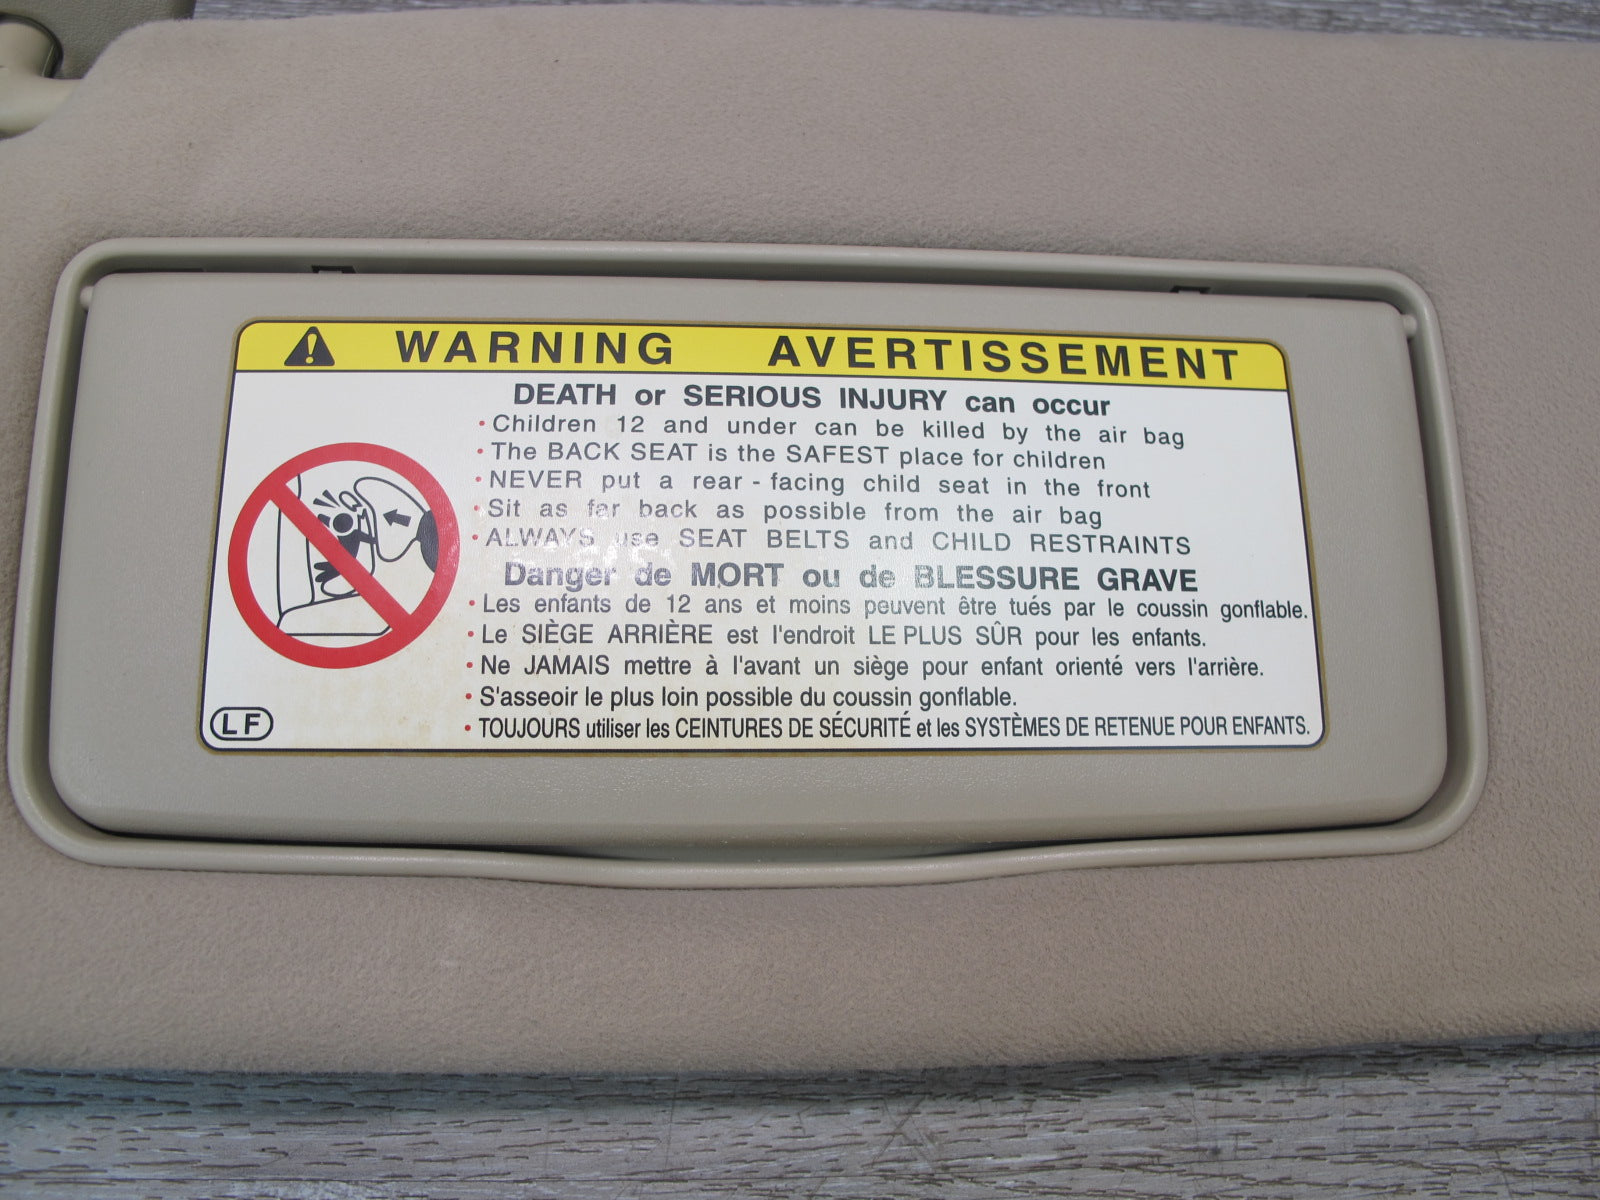 WARNING AVERTISSEMENT
DEATH or SERIOUS INJURY can occur
• Children 12 and under can be killed by the air bag
• The BACK SEAT is the SAFEST place for children
• NEVER put a rear - facing child seat in the front
• Sit as far back as possible from the air bag
• ALWAYS use SEAT BELTS and CHILD RESTRAINTS
Danger de MORT ou de BLESSURE GRAVE
• Les enfants de 12 ans et moins peuvent être tués par le coussin gonflable.
• Le SIÈGE ARRIÈRE est l'endroit LE PLUS SÛR pour les enfants.
• Ne JAMAIS mettre à l'avant un siège pour enfant orienté vers l'arrière.
• S'asseoir le plus loin possible du coussin gonflable.
• TOUJOURS utiliser les CEINTURES DE SÉCURITÉ et les SYSTÈMES DE RETENUE POUR ENFANTS.
LF